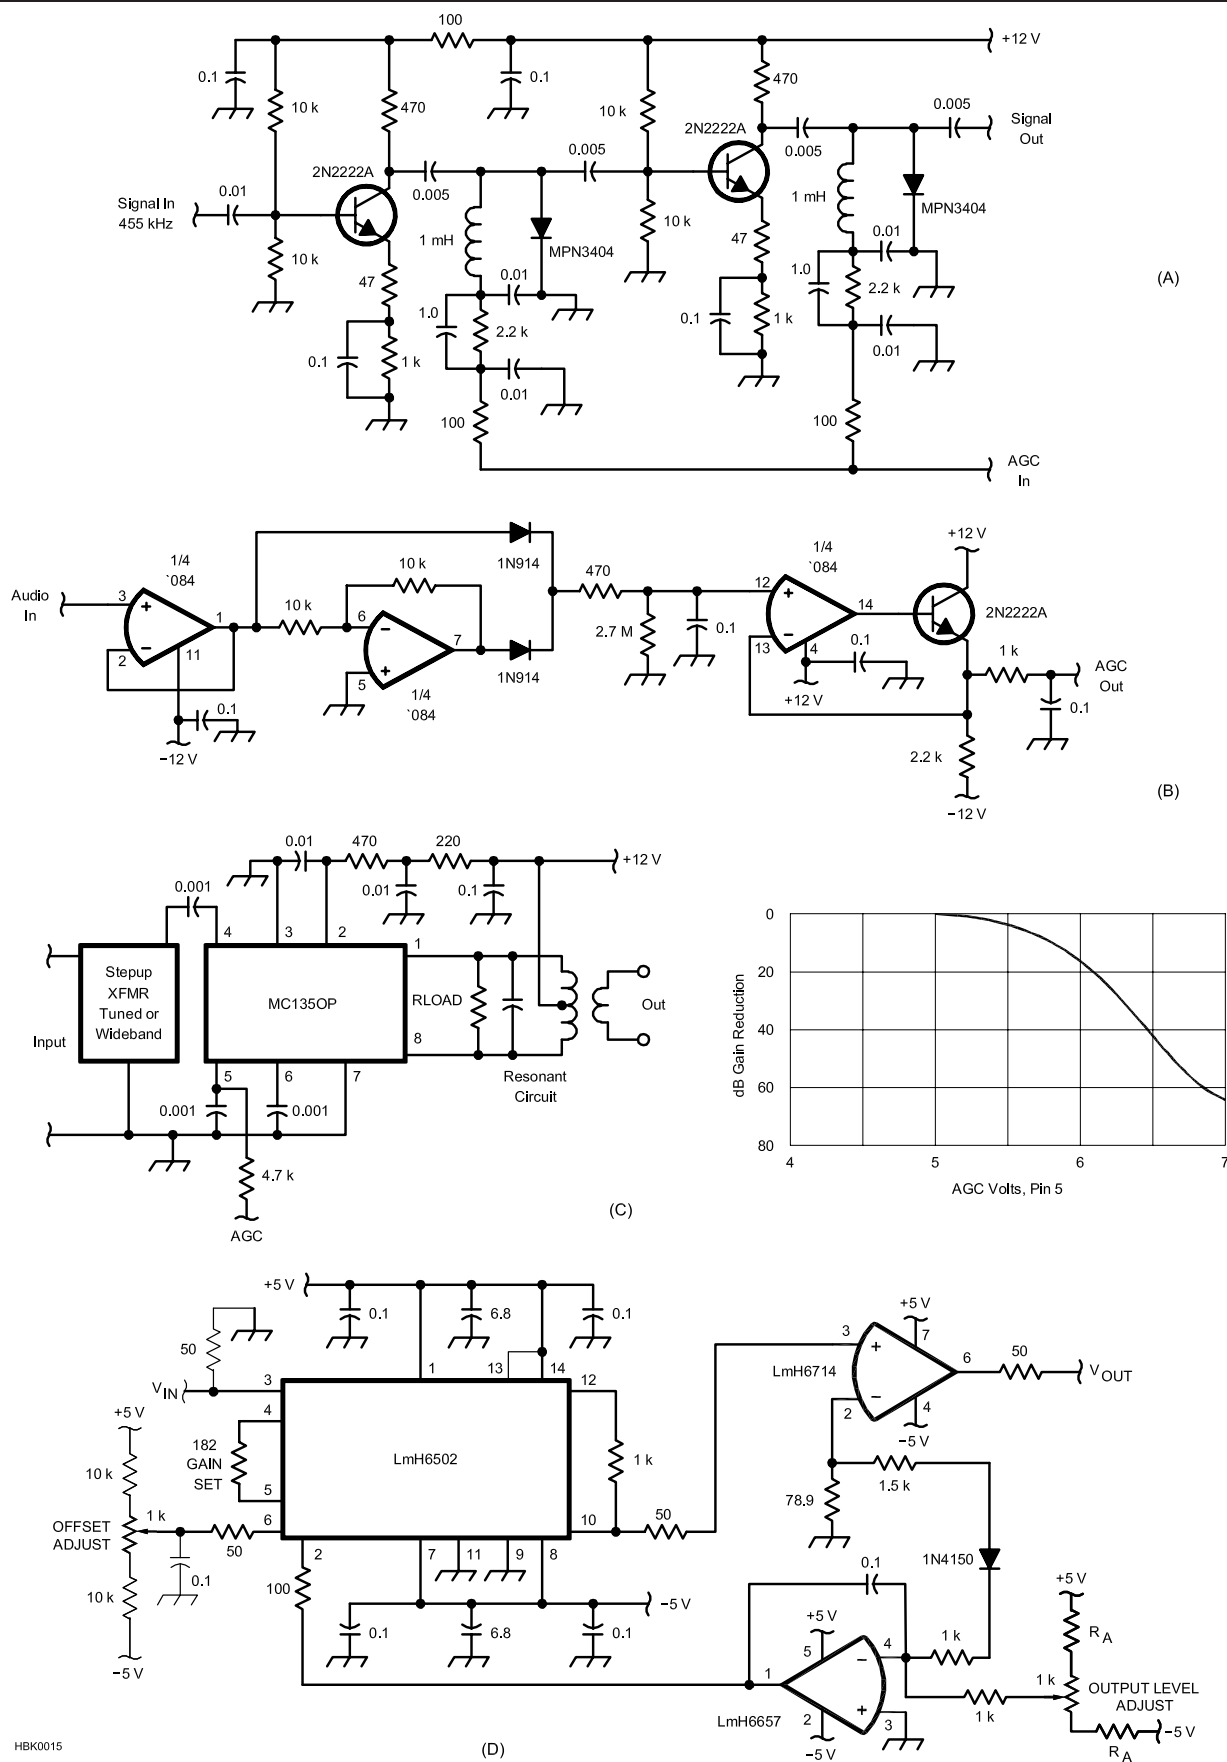 100
+12 V
0.1
10 k
470
0.1
10 k
470
2N2222A
0.005
Signal
Out
2N2222A
0.005
0.005
0.005
Signal In
455 kHz
0.01
1 mH
MPN3404
10 k
1 mH
MPN3404
10 k
47
0.01
47
0.01
1.0
2.2 k
(A)
1.0
2.2 k
0.1
1 k
0.01
0.1
1 k
0.01
100
100
AGC
In
1/4
`084
1N914
10 k
470
1/4
`084
+12 V
Audio
In
3
+
1
10 k
6
–
12
+
14
2N2222A
2
–
11
7
2.7 M
0.1
13
–
4
0.1
1 k
AGC
Out
5
+
1N914
1/4
`084
+12 V
0.1
0.1
–12 V
2.2 k
–12 V
(B)
0.01
470
220
+12 V
0.001
0.01
0.1
4
3
2
1
Stepup
XFMR
Tuned or
Wideband
MC135OP
RLOAD
Out
Input
8
5
6
7
Resonant
Circuit
0.001
0.001
4.7 k
AGC
(C)
0
20
40
60
80
dB Gain Reduction
4
5
6
7
AGC Volts, Pin 5
+5 V
0.1
6.8
0.1
+5 V
50
1
13
14
3
+
7
LmH6714
6
50
VOUT
VIN
3
12
–
2
4
4
–5 V
+5 V
182
GAIN
SET
LmH6502
1 k
1.5 k
10 k
5
78.9
OFFSET
ADJUST
1 k
6
10
50
50
2
7
11
9
8
0.1
1N4150
0.1
10 k
100
–5 V
+5 V
0.1
6.8
0.1
+5 V
RA
–5 V
5
–
4
1 k
1
1 k
OUTPUT LEVEL
ADJUST
LmH6657
2
+
3
1 k
–5 V
RA
–5 V
HBK0015
(D)